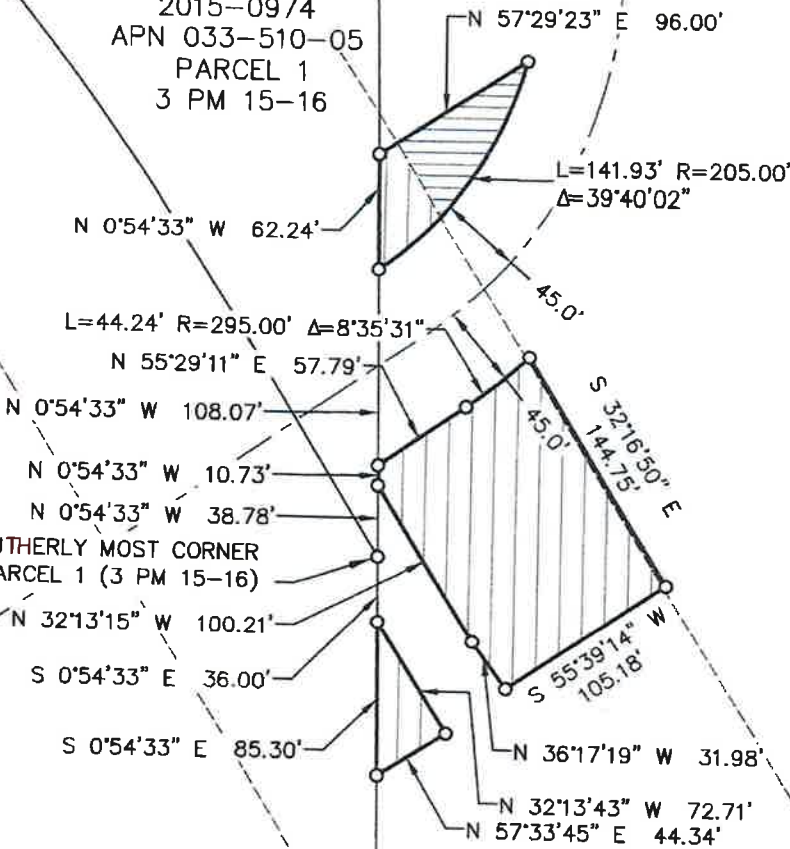 2015-0974
APN 033-510-05
PARCEL 1
3 PM 15-16
N 57°29'23" E 96.00'
L=141.93' R=205.00'
Δ=39°40'02"
N 0°54'33" W 62.24'
45.0'
L=44.24' R=295.00' Δ=8°35'31"
N 55°29'11" E 57.79'
N 0°54'33" W 108.07'
45.0'
S 32°16'50" E
144.75'
N 0°54'33" W 10.73'
N 0°54'33" W 38.78'
UTHERLY MOST CORNER
ARCEL 1 (3 PM 15-16)
N 32°13'15" W 100.21'
S 0°54'33" E 36.00'
S 55°39'14" W
105.18'
S 0°54'33" E 85.30'
N 36°17'19" W 31.98'
N 32°13'43" W 72.71'
N 57°33'45" E 44.34'